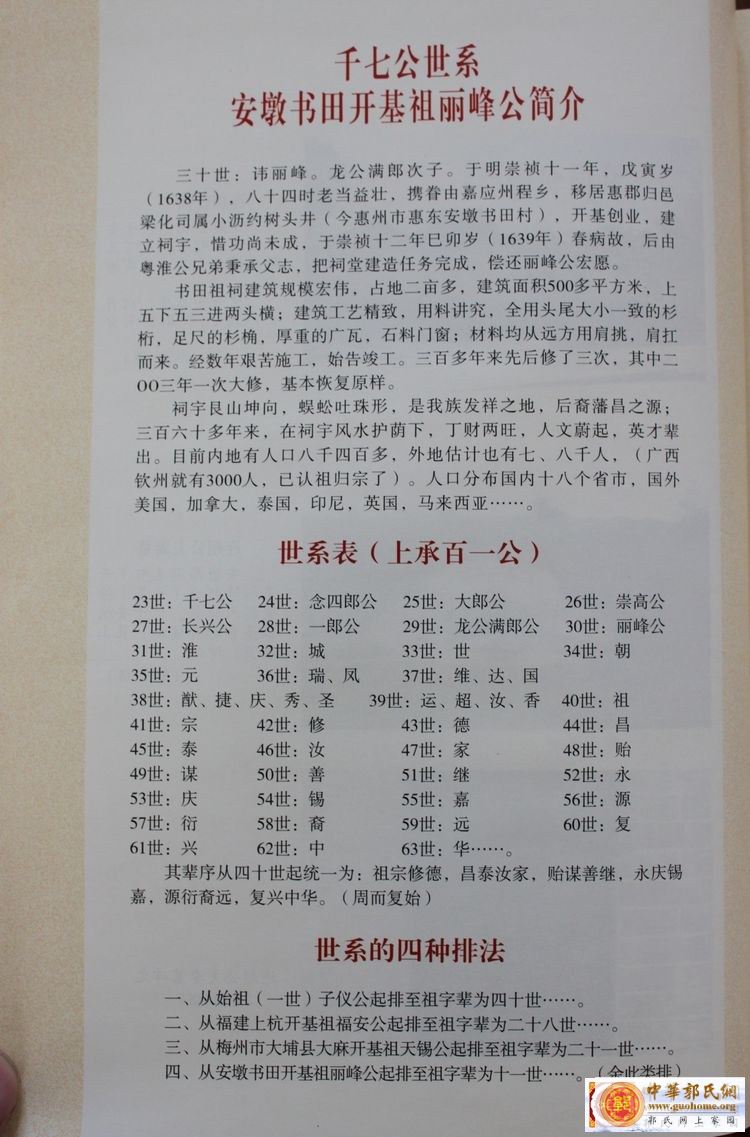 千七公世系
安墩书田开基祖丽峰公简介
三十世：讳丽峰。龙公满郎次子。于明崇祯十一年，戊寅岁
（1638年），八十四时老当益壮，携眷由嘉应州程乡，移居惠郡归邑
梁化司属小沥约树头井（今惠州市惠东安墩书田村），开基创业，建
立祠宇，惜功尚未成，于崇祯十二年巳卯岁（1639年）春病故，后由
粤淮公兄弟秉承父志，把祠堂建造任务完成，偿还丽峰公宏愿。
书田祖祠建筑规模宏伟，占地二亩多，建筑面积500多平方米，上
五下五三进两头横；建筑工艺精致，用料讲究，全用头尾大小一致的杉
桁，足尺的杉桷，厚重的广瓦，石料门窗；材料均从远方用肩挑，肩扛
而来。经数年艰苦施工，始告竣工。三百多年来先后修了三次，其中二
OO三年一次大修，基本恢复原样。
祠宇艮山坤向，蜈蚣吐珠形，是我族发祥之地，后裔藩昌之源；
三百六十多年来，在祠宇风水护荫下，丁财两旺，人文蔚起，英才辈
出。目前内地有人口八千四百多，外地估计也有七、八千人，（广西
钦州就有3000人，已认祖归宗了）。人口分布国内十八个省市，国外
美国，加拿大，泰国，印尼，英国，马来西亚……。
世系表（上承百一公）
23世：千七公 24世：念四郎公 25世：大郎公 26世：崇高公
27世：长兴公 28世：一郎公 29世：龙公满郎公 30世：丽峰公
31世：淮 32世：城 33世：世 34世：朝
35世：元 36世：瑞、凤 37世：维、达、国
38世：猷、捷、庆、秀、圣 39世：运、超、汝、香 40世：祖
41世：宗 42世：修 43世：德 44世：昌
45世：泰 46世：汝 47世：家 48世：贻
49世：谋 50世：善 51世：继 52世：永
53世：庆 54世：锡 55世：嘉 56世：源
57世：衍 58世：裔 59世：远 60世：复
61世：兴 62世：中 63世：华……。
其辈序从四十世起统一为：祖宗修德，昌泰汝家，贻谋善继，永庆锡
嘉，源衍裔远，复兴中华。（周而复始）
世系的四种排法
一、从始祖（一世）子仪公起排至祖字辈为四十世……。
二、从福建上杭开基祖福安公起排至祖字辈为二十八世……。
三、从梅州市大埔县大麻开基祖天锡公起排至祖字辈为二十一世……。
四、从安墩书田开基祖丽峰公起排至祖字辈为十一世……。（余此类排）
中華郭氏網
www.guohome.org
郭氏网上家园